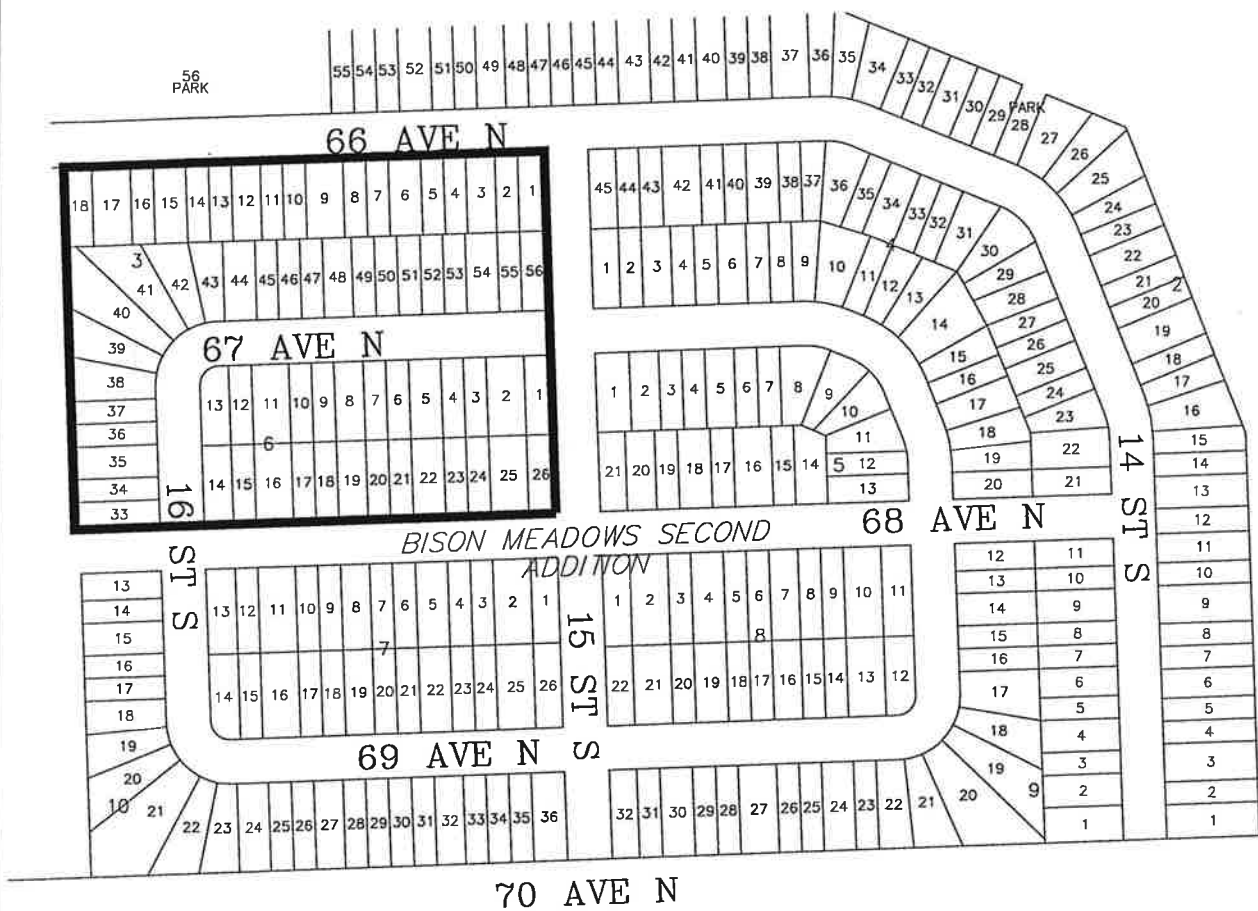 56
PARK
55 54 53 52 51 50 49 48 47 46 45 44 43 42 41 40 39 38 37 36 35 34 33 32 31 30 29 28 27 26 25 24 23 22 21 20 19 18 17 16 15 14 13 12 11 10 9 8 7 6 5 4 3 2 1
PARK
2
66 AVE N
18 17 16 15 14 13 12 11 10 9 8 7 6 5 4 3 2 1
3
40 41 42 43 44 45 46 47 48 49 50 51 52 53 54 55 56
39
38
37
36
35
34
33
67 AVE N
45 44 43 42 41 40 39 38 37 36 35 34 33 32 31 30 29 28 27 26 25 24 23 22 21
4
1 2 3 4 5 6 7 8 9 10 11 12 13 14 15 16 17 18 19 20
13 12 11 10 9 8 7 6 5 4 3 2 1
6
14 15 16 17 18 19 20 21 22 23 24 25 26
1 2 3 4 5 6 7 8 9 10 11 12 13
5
21 20 19 18 17 16 15 14
16 ST S
14 ST S
68 AVE N
BISON MEADOWS SECOND
ADDITION
13 12 11 10 9 8 7 6 5 4 3 2 1
7
14 15 16 17 18 19 20 21 22 23 24 25 26
15 ST S
1 2 3 4 5 6 7 8 9 10 11
8
22 21 20 19 18 17 16 15 14 13 12
69 AVE N
13
14
15
16
17
18
19
20
10
21 22 23 24 25 26 27 28 29 30 31 32 33 34 35 36
32 31 30 29 28 27 26 25 24 23 22 21 20 19 18 17 16 15 14 13 12
9
11
10
9
8
7
6
5
4
3
2
1
70 AVE N